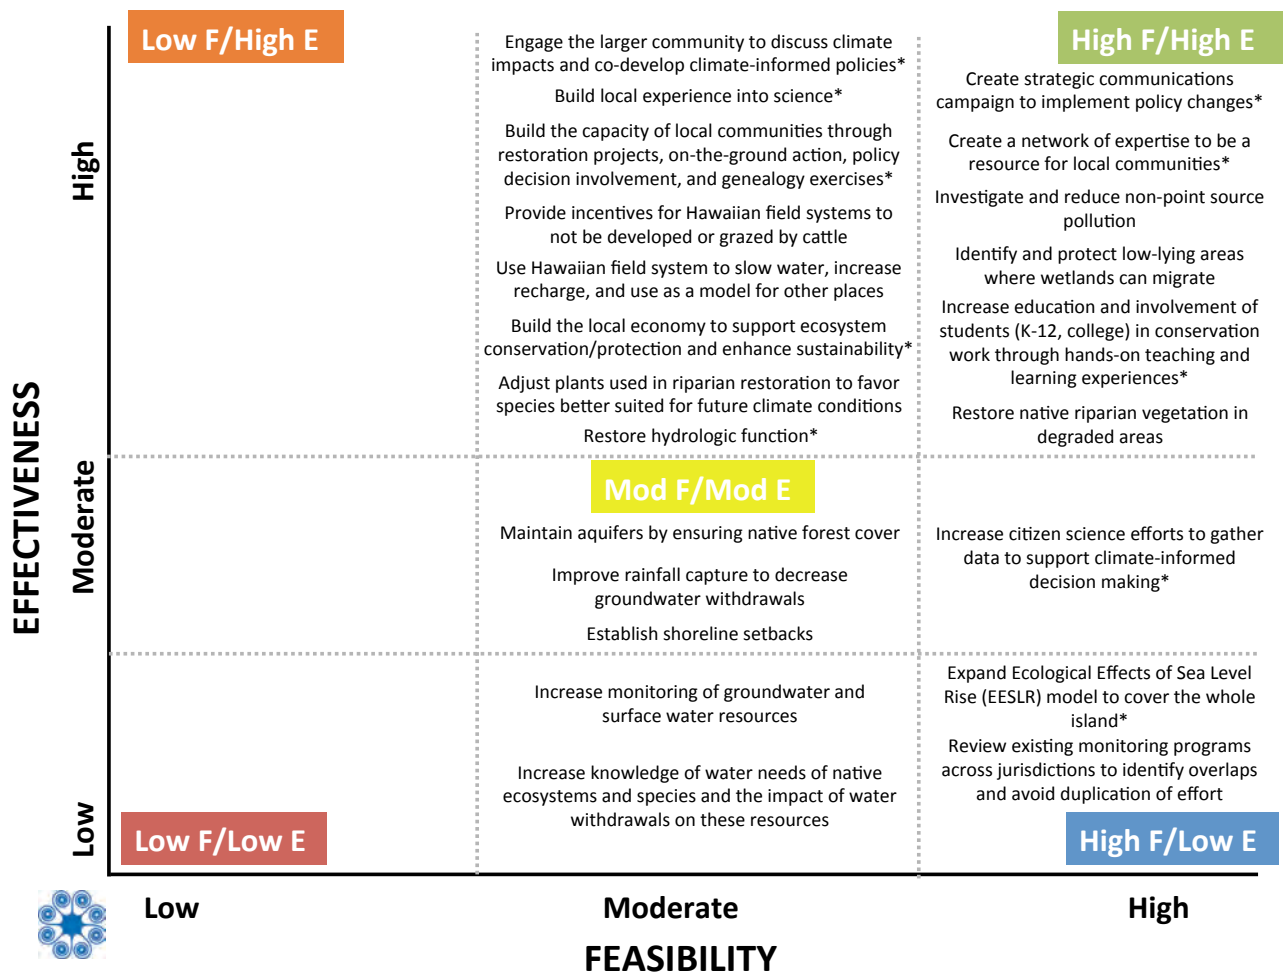 Low F/High E
High F/High E
Engage the larger community to discuss climate
impacts and co-develop climate-informed policies*
Build local experience into science*
Build the capacity of local communities through
restoration projects, on-the-ground action, policy
decision involvement, and genealogy exercises*
Provide incentives for Hawaiian field systems to
not be developed or grazed by cattle
Use Hawaiian field system to slow water, increase
recharge, and use as a model for other places
Build the local economy to support ecosystem
conservation/protection and enhance sustainability*
Adjust plants used in riparian restoration to favor
species better suited for future climate conditions
Restore hydrologic function*
Create strategic communications
campaign to implement policy changes*
Create a network of expertise to be a
resource for local communities*
Investigate and reduce non-point source
pollution
Identify and protect low-lying areas
where wetlands can migrate
Increase education and involvement of
students (K-12, college) in conservation
work through hands-on teaching and
learning experiences*
Restore native riparian vegetation in
degraded areas
High
Moderate
Low
EFFECTIVENESS
Mod F/Mod E
Maintain aquifers by ensuring native forest cover
Improve rainfall capture to decrease
groundwater withdrawals
Establish shoreline setbacks
Increase citizen science efforts to gather
data to support climate-informed
decision making*
Increase monitoring of groundwater and
surface water resources
Increase knowledge of water needs of native
ecosystems and species and the impact of water
withdrawals on these resources
Expand Ecological Effects of Sea Level
Rise (EESLR) model to cover the whole
island*
Review existing monitoring programs
across jurisdictions to identify overlaps
and avoid duplication of effort
Low F/Low E
High F/Low E
Low
Moderate
High
FEASIBILITY